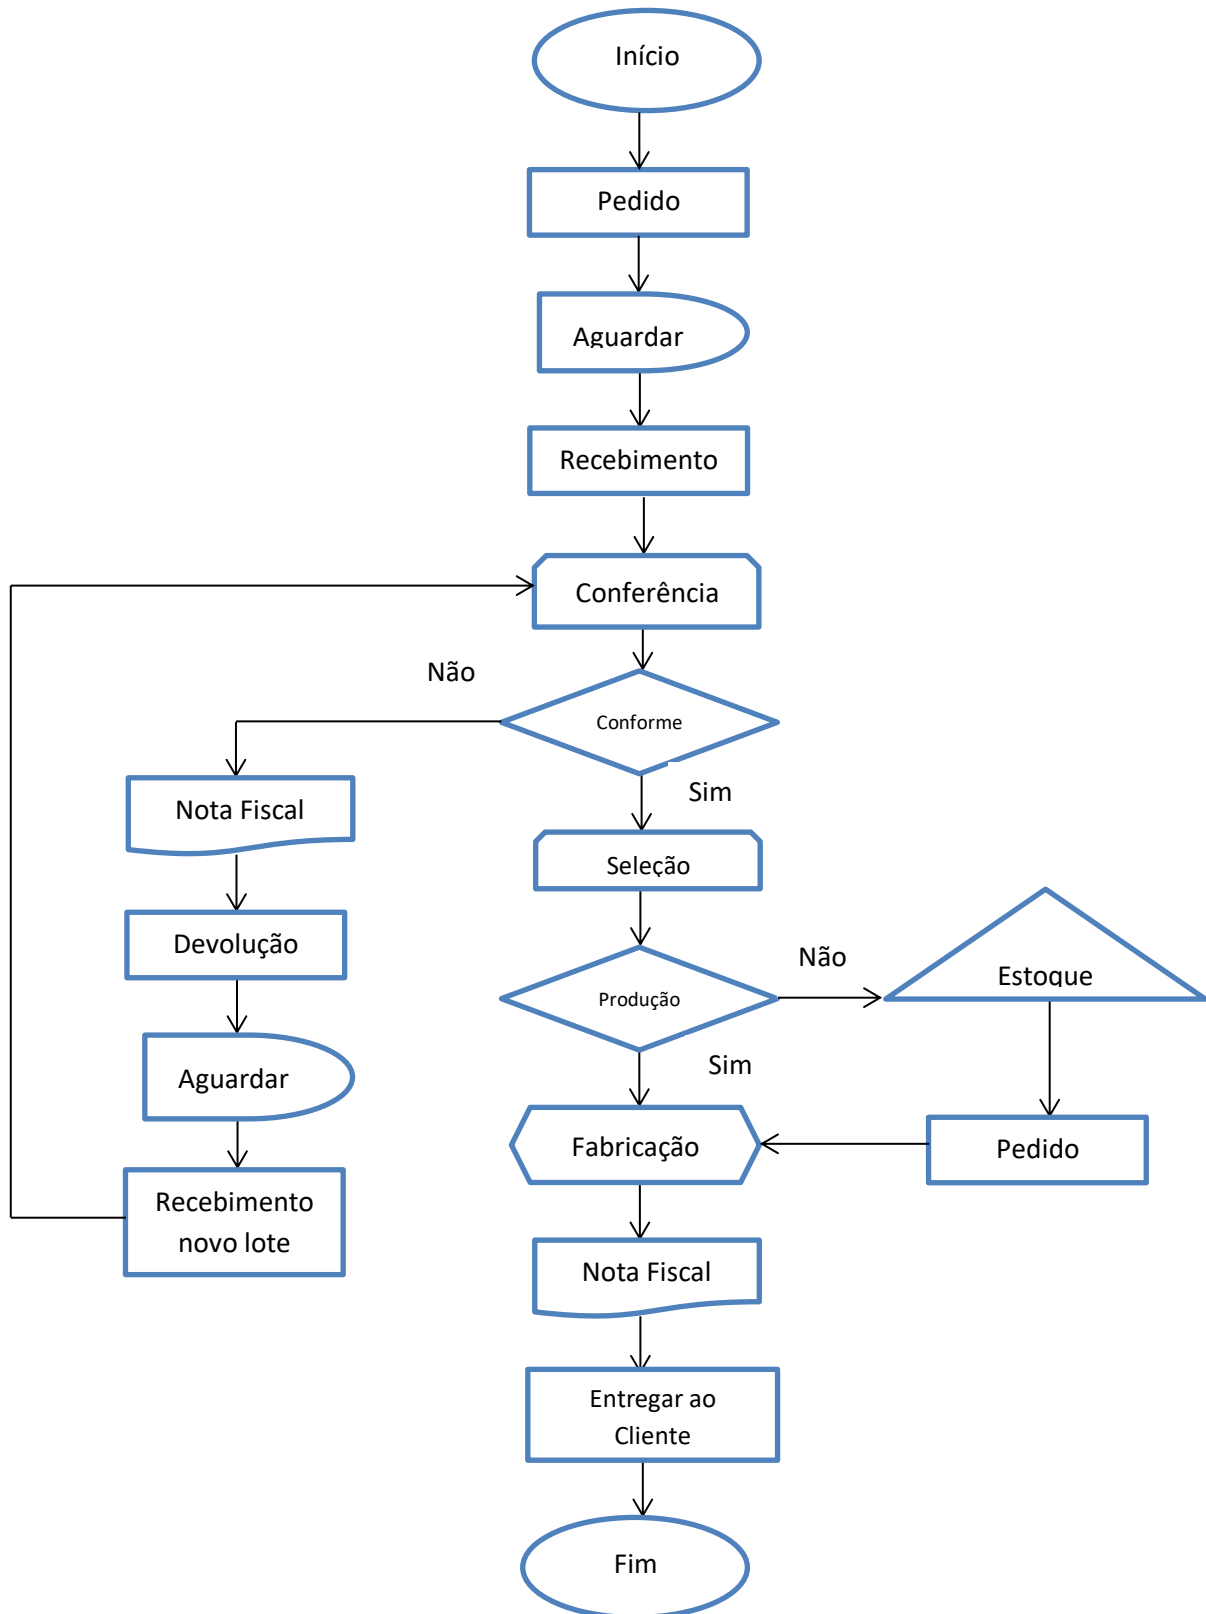 Início
Pedido
Aguardar
Recebimento
Conferência
Não
Conforme
Sim
Nota Fiscal
Seleção
Devolução
Não
Estoque
Produção
Sim
Aguardar
Fabricação
Pedido
Recebimento
novo lote
Nota Fiscal
Entregar ao
Cliente
Fim